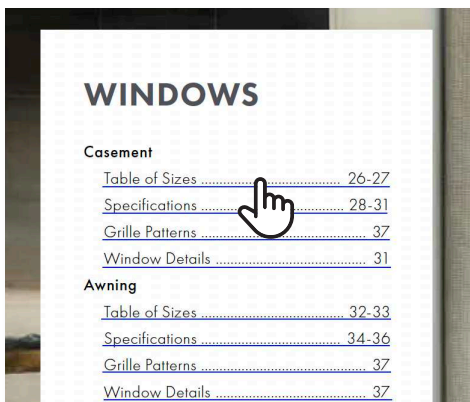 WINDOWS
Casement
Table of Sizes ........................................ 26-27
Specifications ........................................ 28-31
Grille Patterns ........................................ 37
Window Details ........................................ 31
Awning
Table of Sizes ........................................ 32-33
Specifications ........................................ 34-36
Grille Patterns ........................................ 37
Window Details ........................................ 37